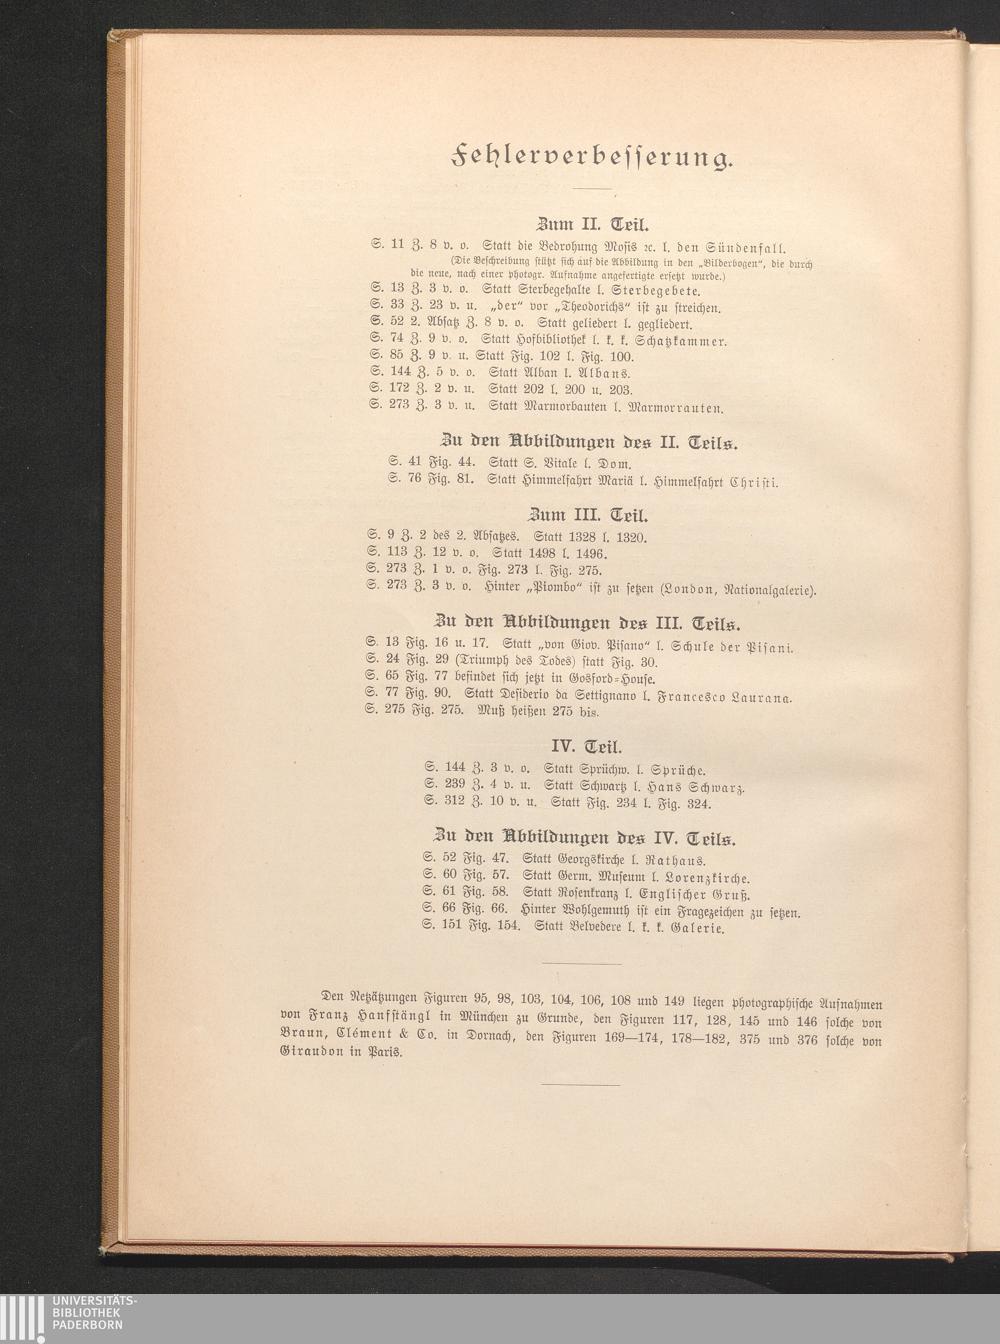 Fehlerverbesserung.
Zum II. Teil.
S. 11 Z. 8 v. o. Statt die Bedrohung Mosis ꝛc. l. den Sündenfall.
(Die Beschreibung stützt sich auf die Abbildung in den „Bilderbogen“, die durch
die neue, nach einer photogr. Aufnahme angefertigte ersetzt wurde.)
S. 13 Z. 3 v. o. Statt Sterbegehalte l. Sterbegebete.
S. 33 Z. 23 v. u. „der“ vor „Theodorichs“ ist zu streichen.
S. 52 2. Absatz Z. 8 v. o. Statt geliedert l. gegliedert.
S. 74 Z. 9 v. o. Statt Hofbibliothek l. k. k. Schatzkammer.
S. 85 Z. 9 v. u. Statt Fig. 102 l. Fig. 100.
S. 144 Z. 5 v. o. Statt Alban l. Albans.
S. 172 Z. 2 v. u. Statt 202 l. 200 u. 203.
S. 273 Z. 3 v. u. Statt Marmorbauten l. Marmorrauten.
Zu den Abbildungen des II. Teils.
S. 41 Fig. 44. Statt S. Vitale l. Dom.
S. 76 Fig. 81. Statt Himmelfahrt Mariä l. Himmelfahrt Christi.
Zum III. Teil.
S. 9 Z. 2 des 2. Absatzes. Statt 1328 l. 1320.
S. 113 Z. 12 v. o. Statt 1498 l. 1496.
S. 273 Z. 1 v. o. Fig. 273 l. Fig. 275.
S. 273 Z. 3 v. o. Hinter „Piombo“ ist zu setzen (London, Nationalgalerie).
Zu den Abbildungen des III. Teils.
S. 13 Fig. 16 u. 17. Statt „von Giov. Pisano“ l. Schule der Pisani.
S. 24 Fig. 29 (Triumph des Todes) statt Fig. 30.
S. 65 Fig. 77 befindet sich jetzt in Gosford-House.
S. 77 Fig. 90. Statt Desiderio da Settignano l. Francesco Laurana.
S. 275 Fig. 275. Muß heißen 275 bis.
IV. Teil.
S. 144 Z. 3 v. o. Statt Sprüchw. l. Sprüche.
S. 239 Z. 4 v. u. Statt Schwartz l. Hans Schwarz.
S. 312 Z. 10 v. u. Statt Fig. 234 l. Fig. 324.
Zu den Abbildungen des IV. Teils.
S. 52 Fig. 47. Statt Georgskirche l. Rathaus.
S. 60 Fig. 57. Statt Germ. Museum l. Lorenzkirche.
S. 61 Fig. 58. Statt Rosenkranz l. Englischer Gruß.
S. 66 Fig. 66. Hinter Wohlgemuth ist ein Fragezeichen zu setzen.
S. 151 Fig. 154. Statt Belvedere l. k. k. Galerie.
Den Netzätzungen Figuren 95, 98, 103, 104, 106, 108 und 149 liegen photographische Aufnahmen
von Franz Hanfstängl in München zu Grunde, den Figuren 117, 128, 145 und 146 solche von
Braun, Clément & Co. in Dornach, den Figuren 169—174, 178—182, 375 und 376 solche von
Giraudon in Paris.
UNIVERSITÄTS-
BIBLIOTHEK
PADERBORN